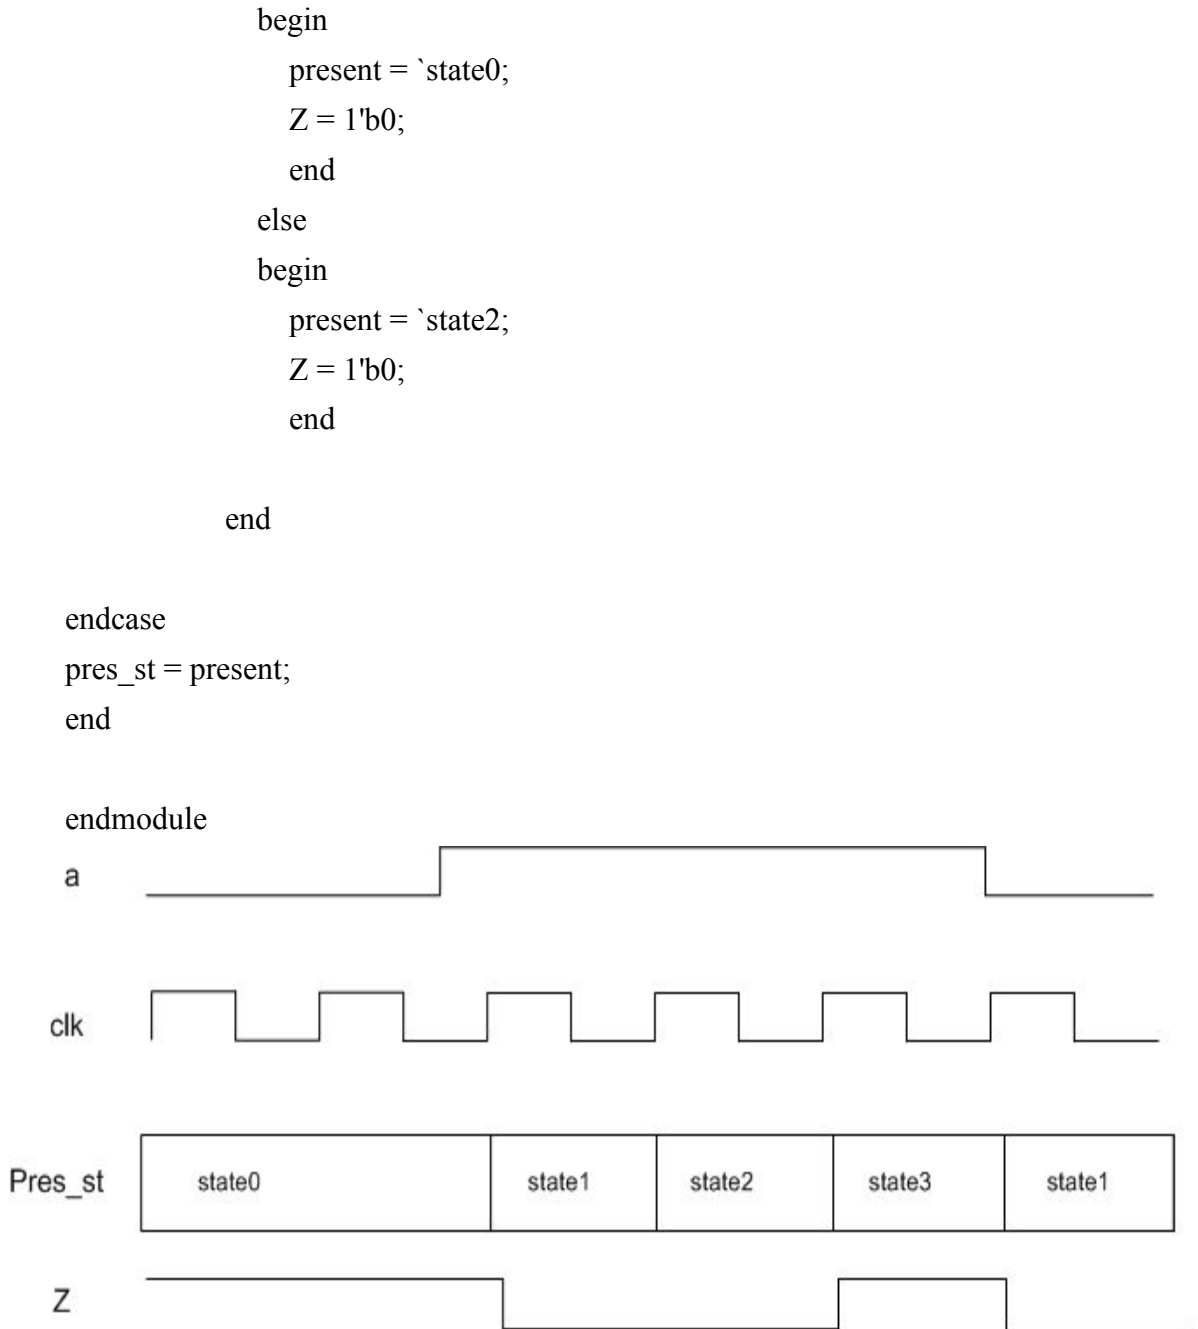 begin
present = `state0;
Z = 1'b0;
end
else
begin
present = `state2;
Z = 1'b0;
end
end
endcase
pres_st = present;
end
endmodule
a
clk
Pres_st state0 state1 state2 state3 state1
Z